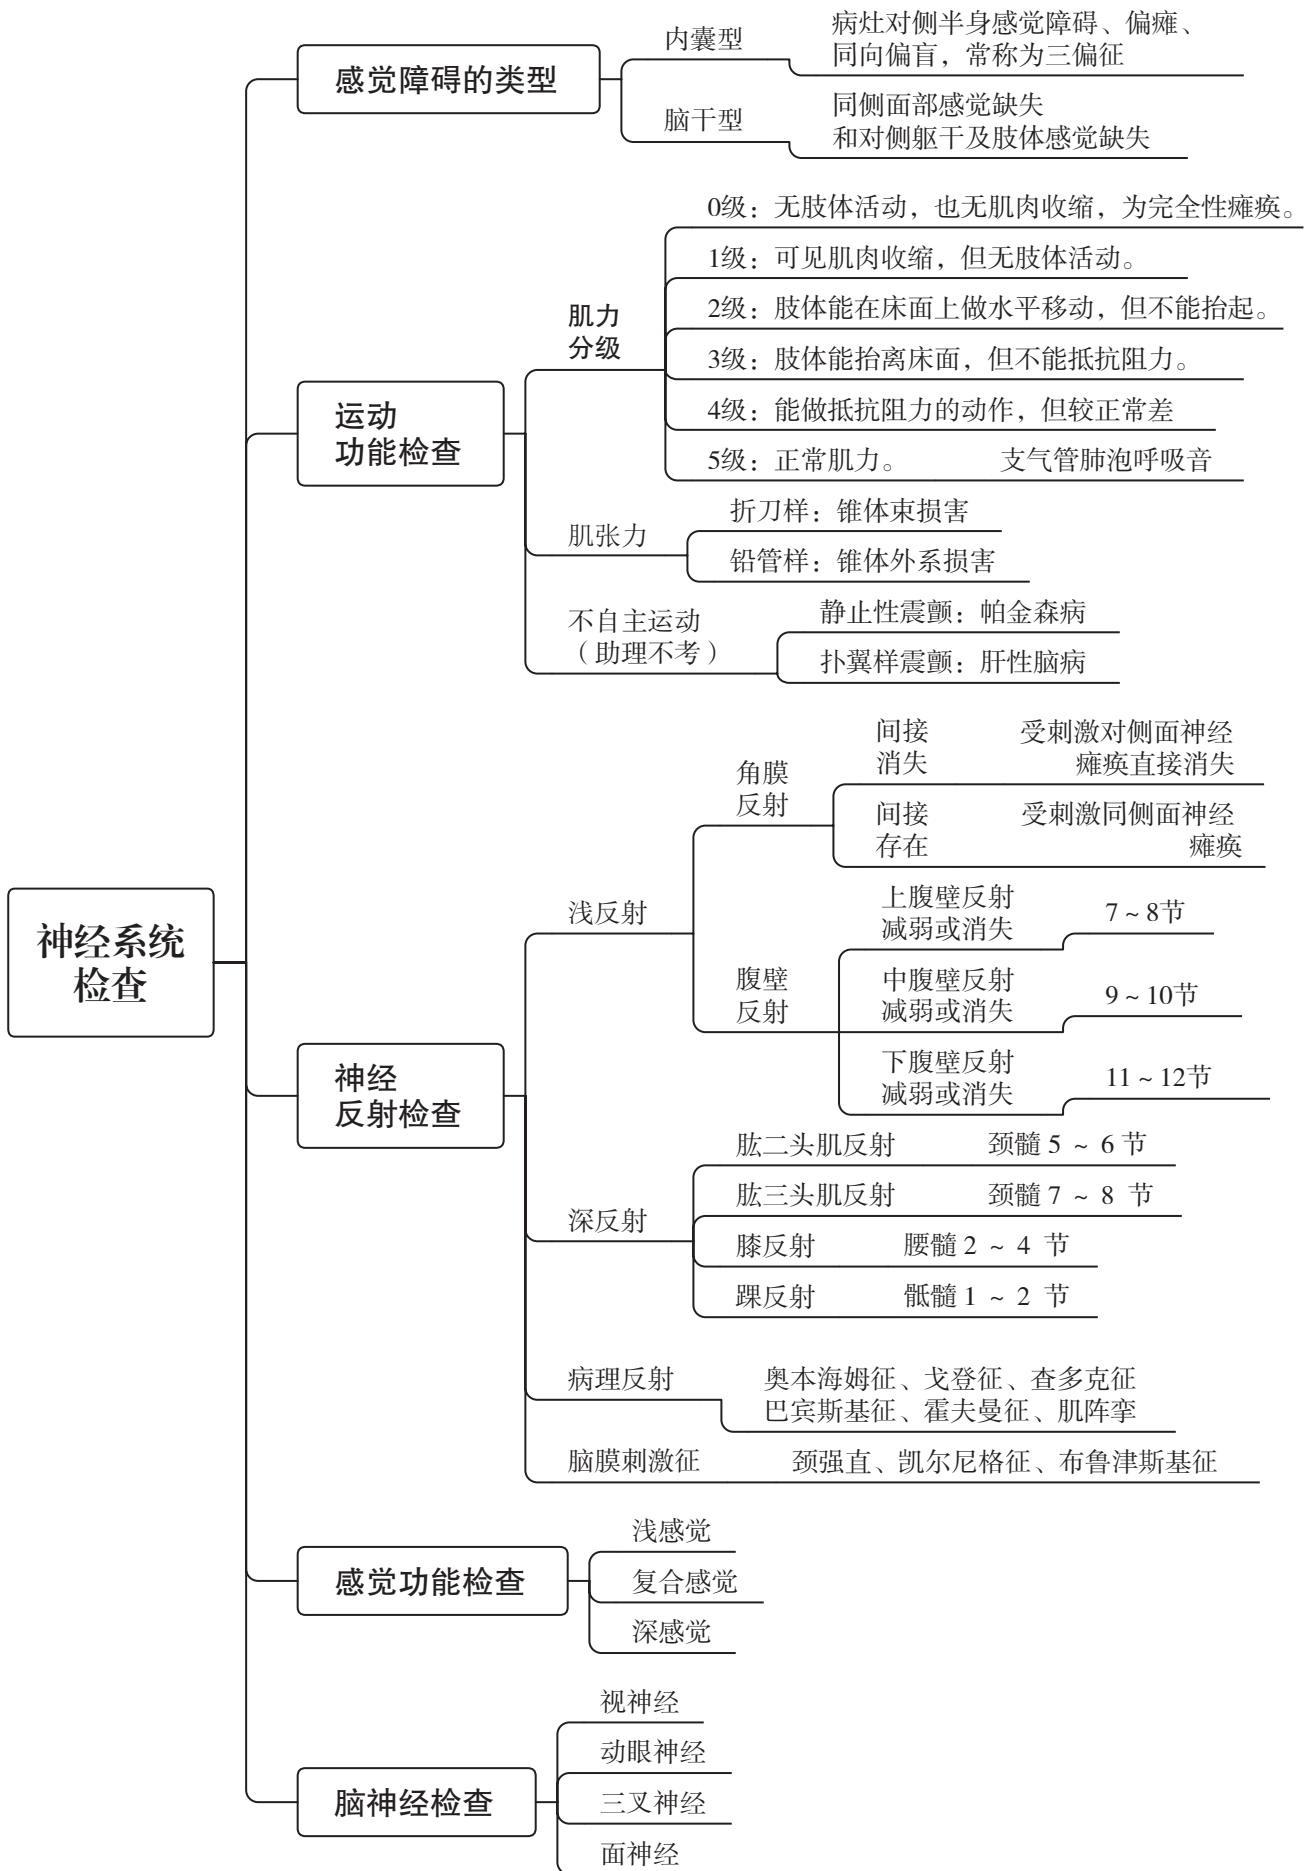 神经系统
检查
感觉障碍的类型
内囊型
病灶对侧半身感觉障碍、偏瘫、
同向偏盲，常称为三偏征
脑干型
同侧面部感觉缺失
和对侧躯干及肢体感觉缺失
运动
功能检查
肌力
分级
0级：无肢体活动，也无肌肉收缩，为完全性瘫痪。
1级：可见肌肉收缩，但无肢体活动。
2级：肢体能在床面上做水平移动，但不能抬起。
3级：肢体能抬离床面，但不能抵抗阻力。
4级：能做抵抗阻力的动作，但较正常差
5级：正常肌力。 支气管肺泡呼吸音
肌张力
折刀样：锥体束损害
铅管样：锥体外系损害
不自主运动
（助理不考）
静止性震颤：帕金森病
扑翼样震颤：肝性脑病
神经
反射检查
浅反射
角膜
反射
间接
消失
受刺激对侧面神经
瘫痪直接消失
间接
存在
受刺激同侧面神经
瘫痪
腹壁
反射
上腹壁反射
减弱或消失
7~8节
中腹壁反射
减弱或消失
9~10节
下腹壁反射
减弱或消失
11~12节
深反射
肱二头肌反射 颈髓 5 ~ 6 节
肱三头肌反射 颈髓 7 ~ 8 节
膝反射 腰髓 2 ~ 4 节
踝反射 骶髓 1 ~ 2 节
病理反射
奥本海姆征、戈登征、查多克征
巴宾斯基征、霍夫曼征、肌阵挛
脑膜刺激征 颈强直、凯尔尼格征、布鲁津斯基征
感觉功能检查
浅感觉
复合感觉
深感觉
脑神经检查
视神经
动眼神经
三叉神经
面神经